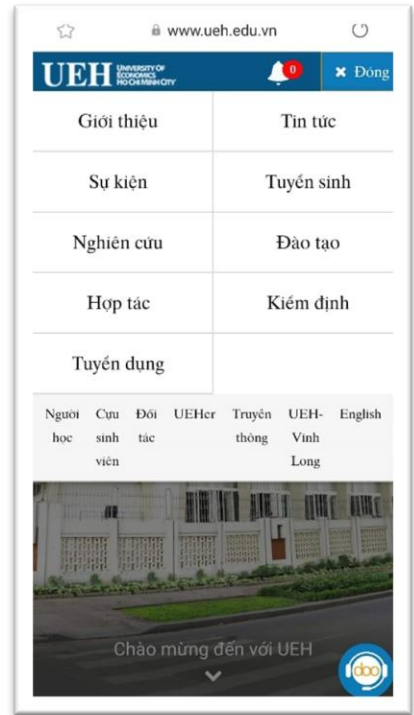 www.ueh.edu.vn
UEH UNIVERSITY OF
ECONOMICS
HO CHI MINH CITY
0
× Đóng
Giới thiệu
Tin tức
Sự kiện
Tuyển sinh
Nghiên cứu
Đào tạo
Hợp tác
Kiểm định
Tuyển dụng
Người học
Cựu sinh viên
Đối tác
UEHer
Truyền thông
UEH-Vĩnh Long
English
Chào mừng đến với UEH
doo